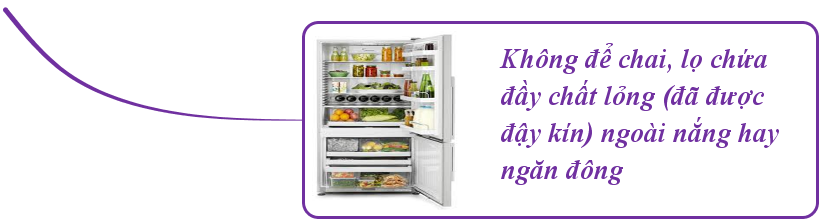 Không để chai, lọ chứa
đầy chất lỏng (đã được
đậy kín) ngoài nắng hay
ngăn đông